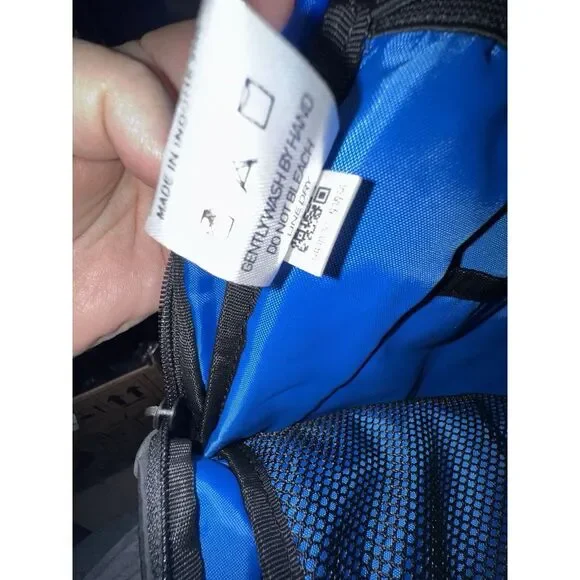 MADE IN INDONESIA
GENTLY WASH BY HAND
DO NOT BLEACH
LINE DRY